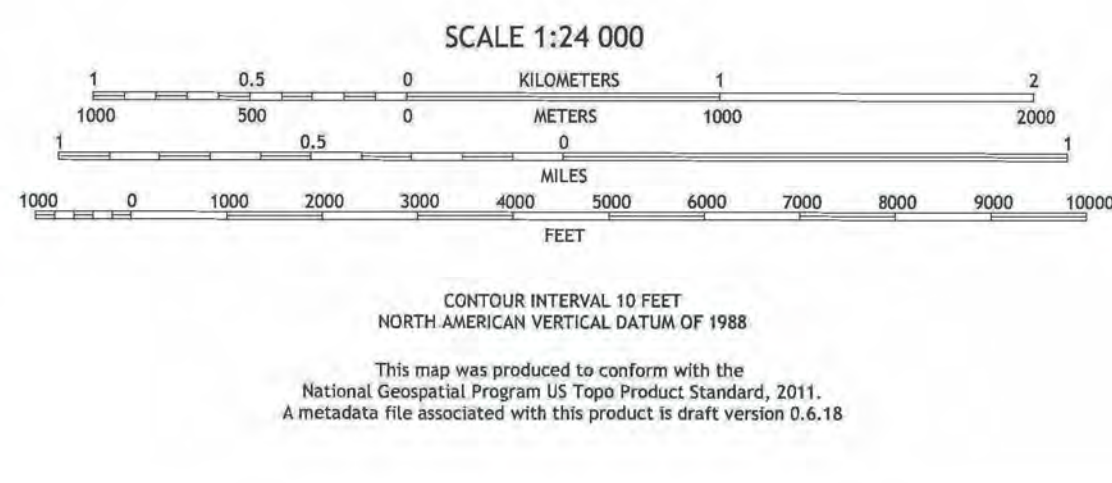 SCALE 1:24 000
1 0.5 0 KILOMETERS 1 2
1000 500 0 METERS 1000 2000
1 0.5 0 1
MILES
1000 0 1000 2000 3000 4000 5000 6000 7000 8000 9000 10000
FEET
CONTOUR INTERVAL 10 FEET
NORTH AMERICAN VERTICAL DATUM OF 1988
This map was produced to conform with the
National Geospatial Program US Topo Product Standard, 2011.
A metadata file associated with this product is draft version 0.6.18